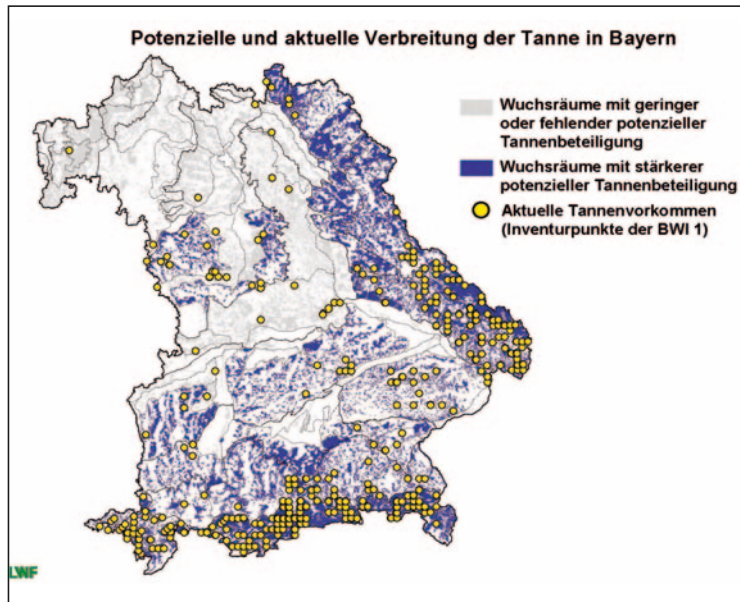 Potenzielle und aktuelle Verbreitung der Tanne in Bayern
Wuchsräume mit geringer
oder fehlender potenzieller
Tannenbeteiligung
Wuchsräume mit stärkerer
potenzieller Tannenbeteiligung
Aktuelle Tannenvorkommen
(Inventurpunkte der BWI 1)
LWF